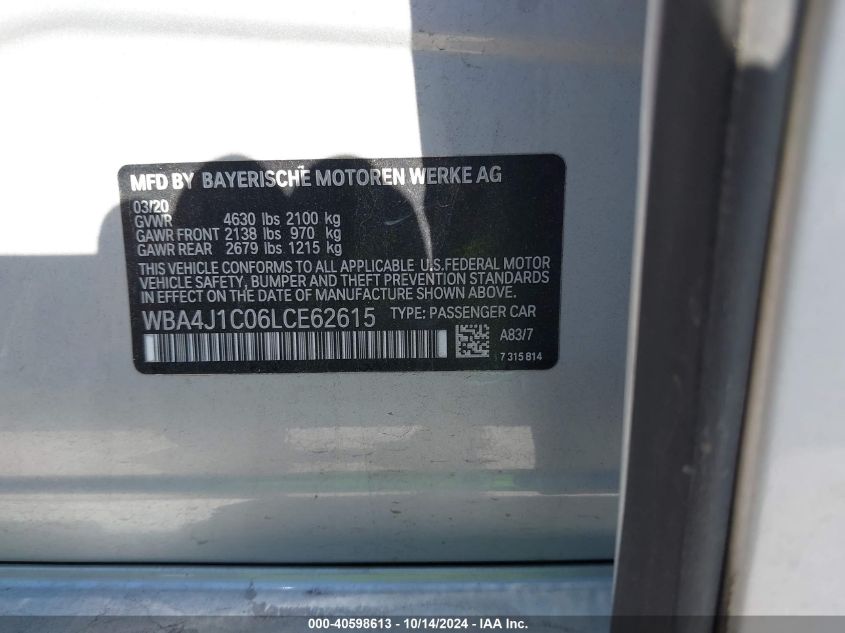 MFD BY BAYERISCHE MOTOREN WERKE AG
03/20
GVWR 4630 lbs 2100 kg
GAWR FRONT 2138 lbs 970 kg
GAWR REAR 2679 lbs 1215 kg
THIS VEHICLE CONFORMS TO ALL APPLICABLE U.S.FEDERAL MOTOR
VEHICLE SAFETY, BUMPER AND THEFT PREVENTION STANDARDS
IN EFFECT ON THE DATE OF MANUFACTURE SHOWN ABOVE.
WBA4J1C06LCE62615 TYPE: PASSENGER CAR
A83/7
7 315 814
000-40598613 - 10/14/2024 - IAA Inc.